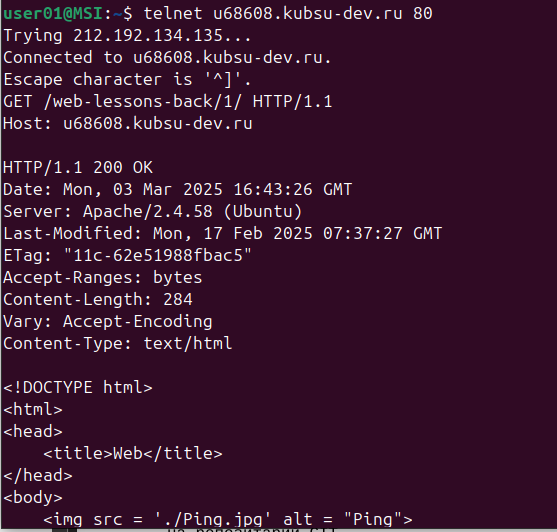 user01@MSI:~$ telnet u68608.kubsu-dev.ru 80
Trying 212.192.134.135...
Connected to u68608.kubsu-dev.ru.
Escape character is '^]'.
GET /web-lessons-back/1/ HTTP/1.1
Host: u68608.kubsu-dev.ru

HTTP/1.1 200 OK
Date: Mon, 03 Mar 2025 16:43:26 GMT
Server: Apache/2.4.58 (Ubuntu)
Last-Modified: Mon, 17 Feb 2025 07:37:27 GMT
ETag: "11c-62e51988fbac5"
Accept-Ranges: bytes
Content-Length: 284
Vary: Accept-Encoding
Content-Type: text/html

<!DOCTYPE html>
<html>
<head>
    <title>Web</title>
</head>
<body>
    <img src = './Ping.jpg' alt = "Ping">